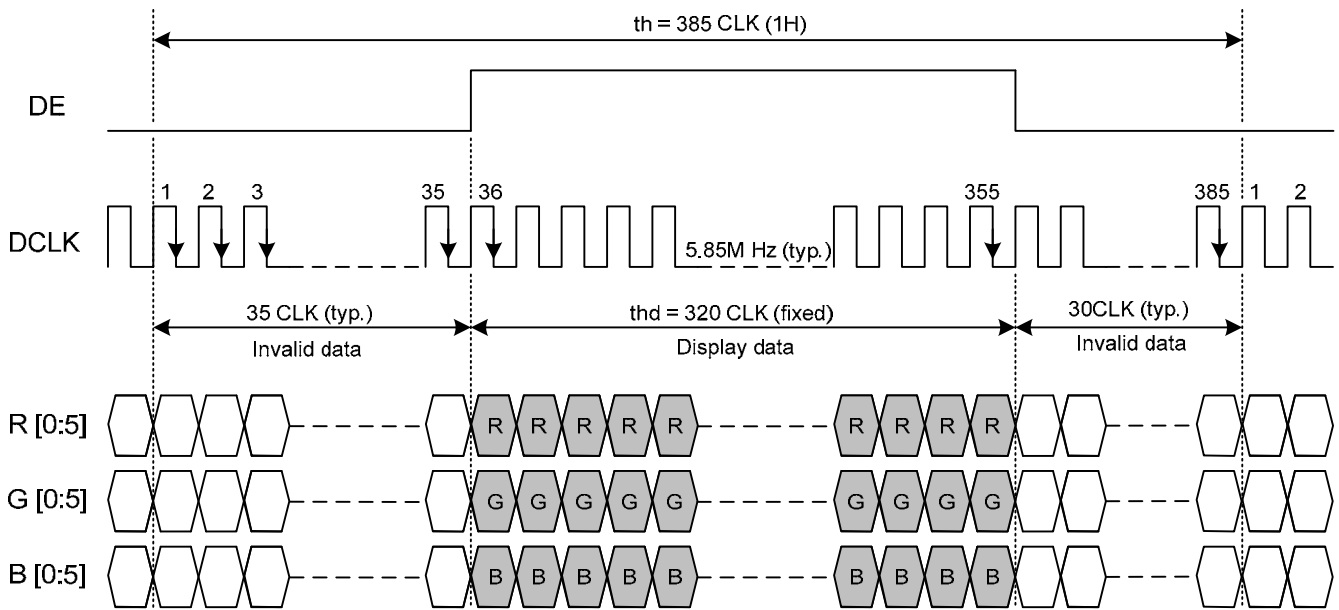 th = 385 CLK (1H)
DE
1 2 3 35 36 355 385 1 2
DCLK
5.85M Hz (typ.)
35 CLK (typ.) thd = 320 CLK (fixed) 30CLK (typ.)
Invalid data Display data Invalid data
R [0:5] R R R R R R R R R
G [0:5] G G G G G G G G G
B [0:5] B B B B B B B B B